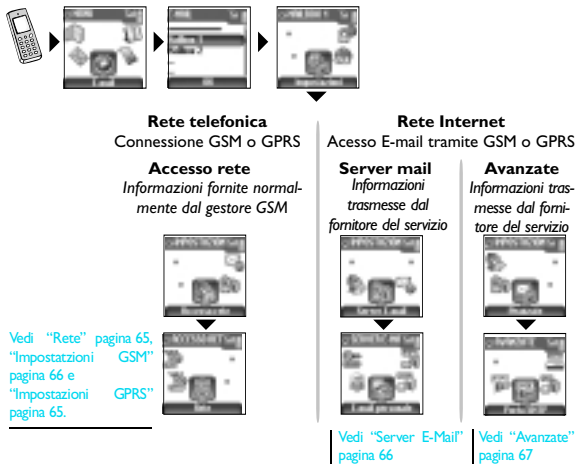 Rete telefonica
Connessione GSM o GPRS
Rete Internet
Acesso E-mail tramite GSM o GPRS
Accesso rete
Informazioni fornite normal-
mente dal gestore GSM
Server mail
Informazioni
trasmesse dal
fornitore del servizio
Avanzate
Informazioni tras-
messe dal forni-
tore del servizio
Vedi “Rete” pagina 65,
“Impostatzioni GSM”
pagina 66 e
“Impostazioni GPRS”
pagina 65.
Vedi “Server E-Mail”
pagina 66
Vedi “Avanzate”
pagina 67